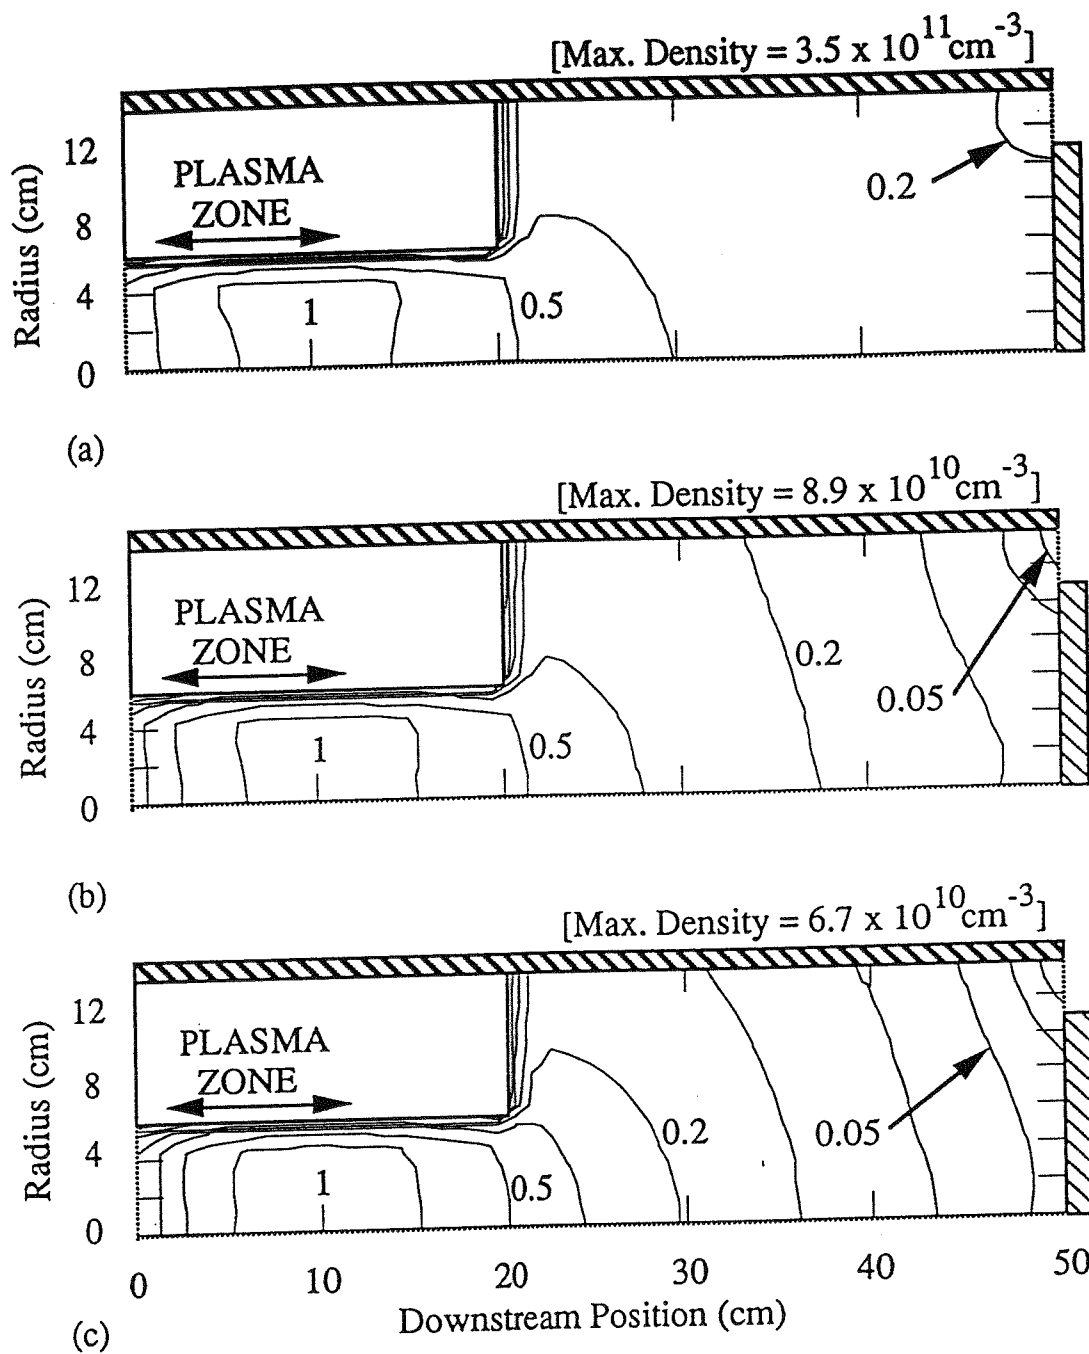 [Max. Density = 3.5 x 10^11 cm^-3]
12
8
4
0
Radius (cm)
PLASMA
ZONE
1
0.5
0.2
(a)
[Max. Density = 8.9 x 10^10 cm^-3]
12
8
4
0
Radius (cm)
PLASMA
ZONE
1
0.5
0.2
0.05
(b)
[Max. Density = 6.7 x 10^10 cm^-3]
12
8
4
0
Radius (cm)
PLASMA
ZONE
1
0.5
0.2
0.05
0 10 20 30 40 50
Downstream Position (cm)
(c)